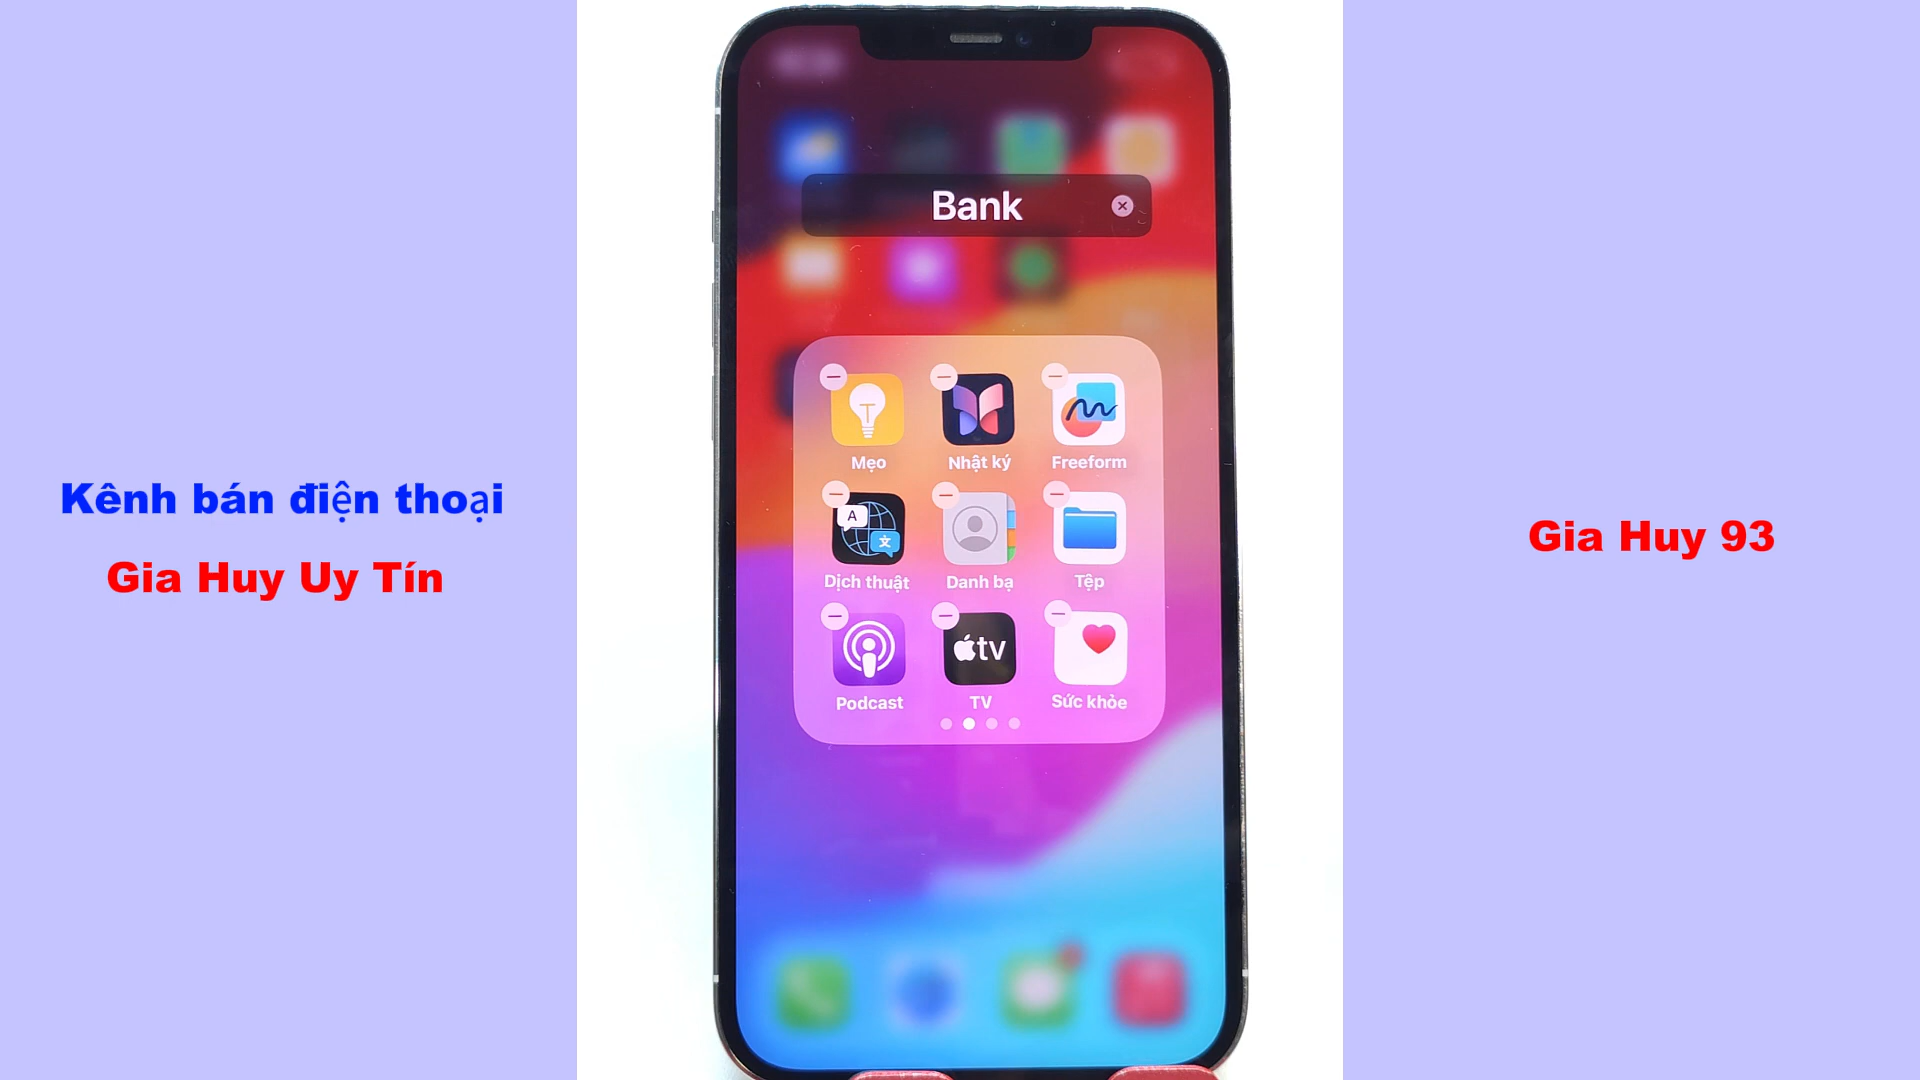 Kênh bán điện thoại
Gia Huy Uy Tín
Gia Huy 93
Bank
Mẹo
Nhật ký
Freeform
A
文
Dịch thuật
Danh bạ
Tệp
tv
Podcast
TV
Sức khỏe